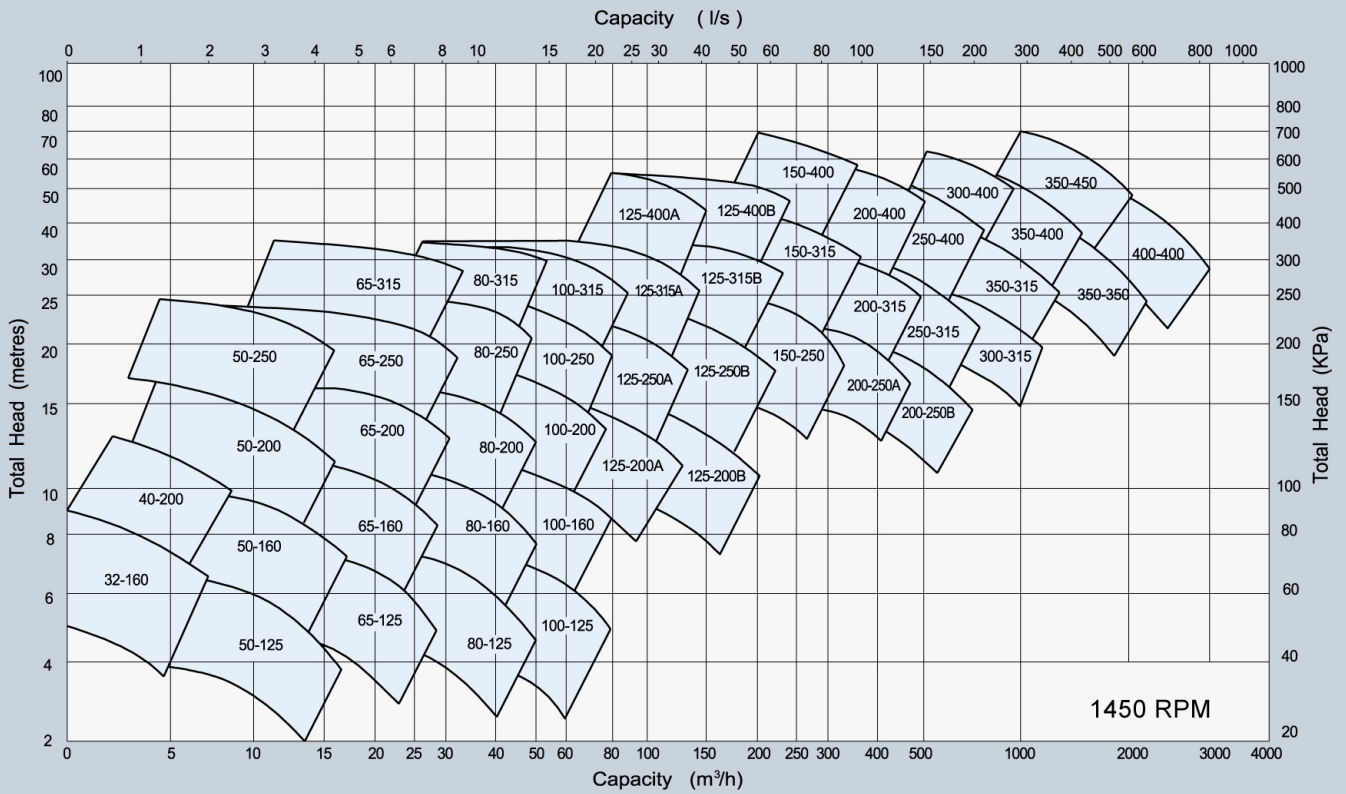 Capacity ( l/s )
0 1 2 3 4 5 6 8 10 15 20 25 30 40 50 60 80 100 150 200 300 400 500 600 800 1000
100 1000
80 800
70 700
60 600
50 500
40 400
30 300
25 250
20 200
15 150
10 100
8 80
6 60
4 40
2 20
Total Head (metres)
Total Head (KPa)
150-400
350-450
300-400
125-400A
125-400B
200-400
250-400
350-400
150-315
400-400
65-315
80-315
100-315
125-315A
125-315B
350-315
350-350
200-315
250-315
50-250
65-250
80-250
100-250
125-250A
125-250B
150-250
300-315
200-250A
200-250B
50-200
65-200
80-200
100-200
125-200A
125-200B
40-200
65-160
80-160
100-160
50-160
32-160
65-125
100-125
50-125
80-125
1450 RPM
0 5 10 15 20 25 30 40 50 60 80 100 150 200 250 300 400 500 1000 2000 3000 4000
Capacity (m³/h)